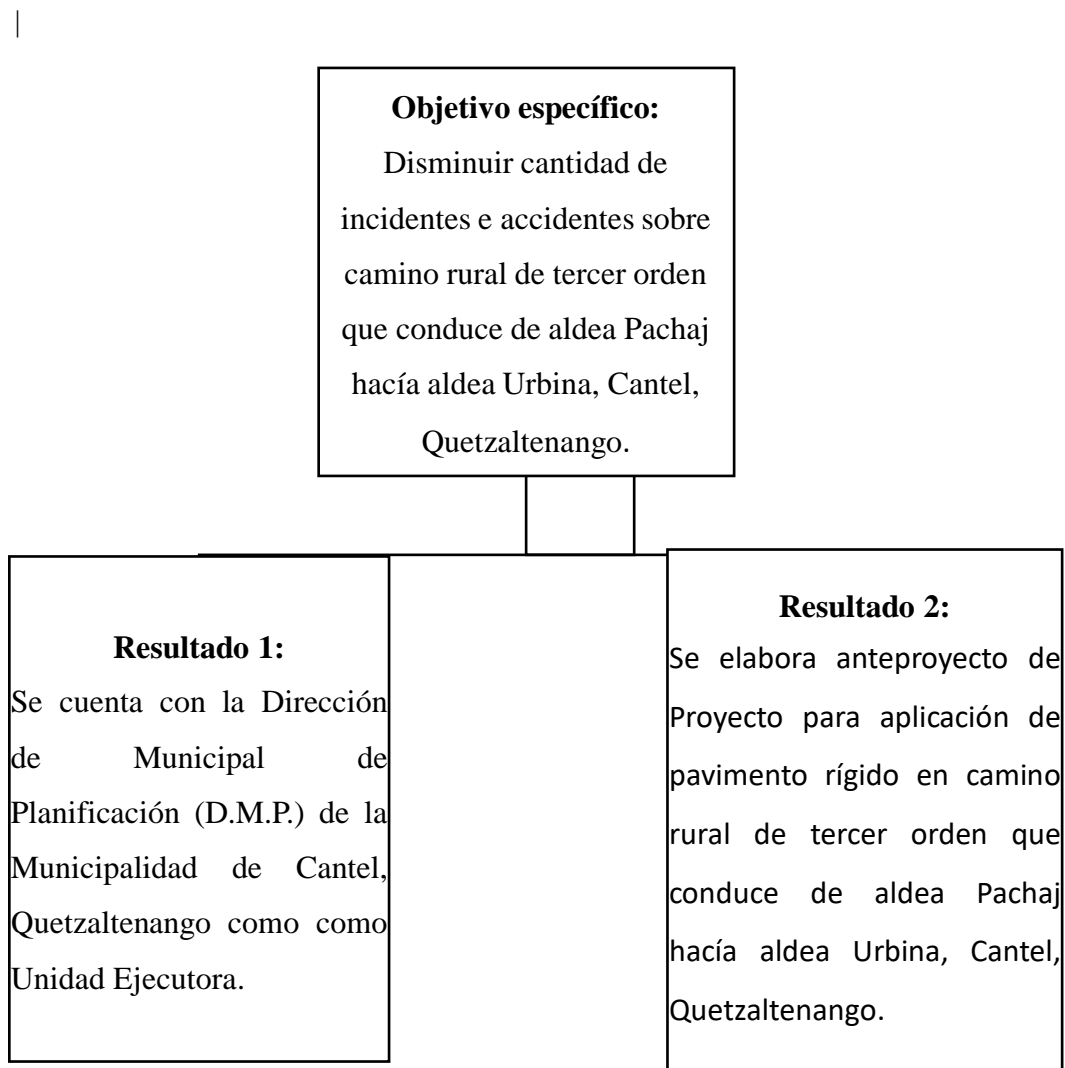 Objetivo específico:
Disminuir cantidad de
incidentes e accidentes sobre
camino rural de tercer orden
que conduce de aldea Pachaj
hacía aldea Urbina, Cantel,
Quetzaltenango.
Resultado 1:
Se cuenta con la Dirección
de Municipal de
Planificación (D.M.P.) de la
Municipalidad de Cantel,
Quetzaltenango como como
Unidad Ejecutora.
Resultado 2:
Se elabora anteproyecto de
Proyecto para aplicación de
pavimento rígido en camino
rural de tercer orden que
conduce de aldea Pachaj
hacía aldea Urbina, Cantel,
Quetzaltenango.